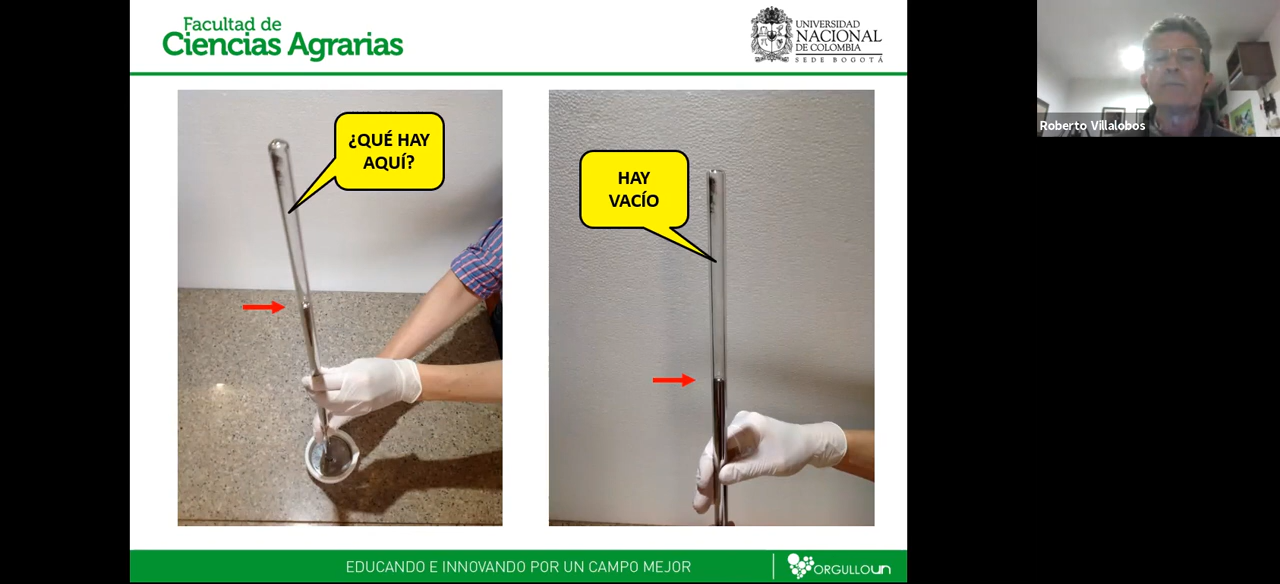 Facultad de
Ciencias Agrarias
UNIVERSIDAD
NACIONAL
DE COLOMBIA
SEDE BOGOTÁ
Roberto Villalobos
¿QUÉ HAY
AQUÍ?
HAY
VACÍO
EDUCANDO E INNOVANDO POR UN CAMPO MEJOR
ORGULLOUN